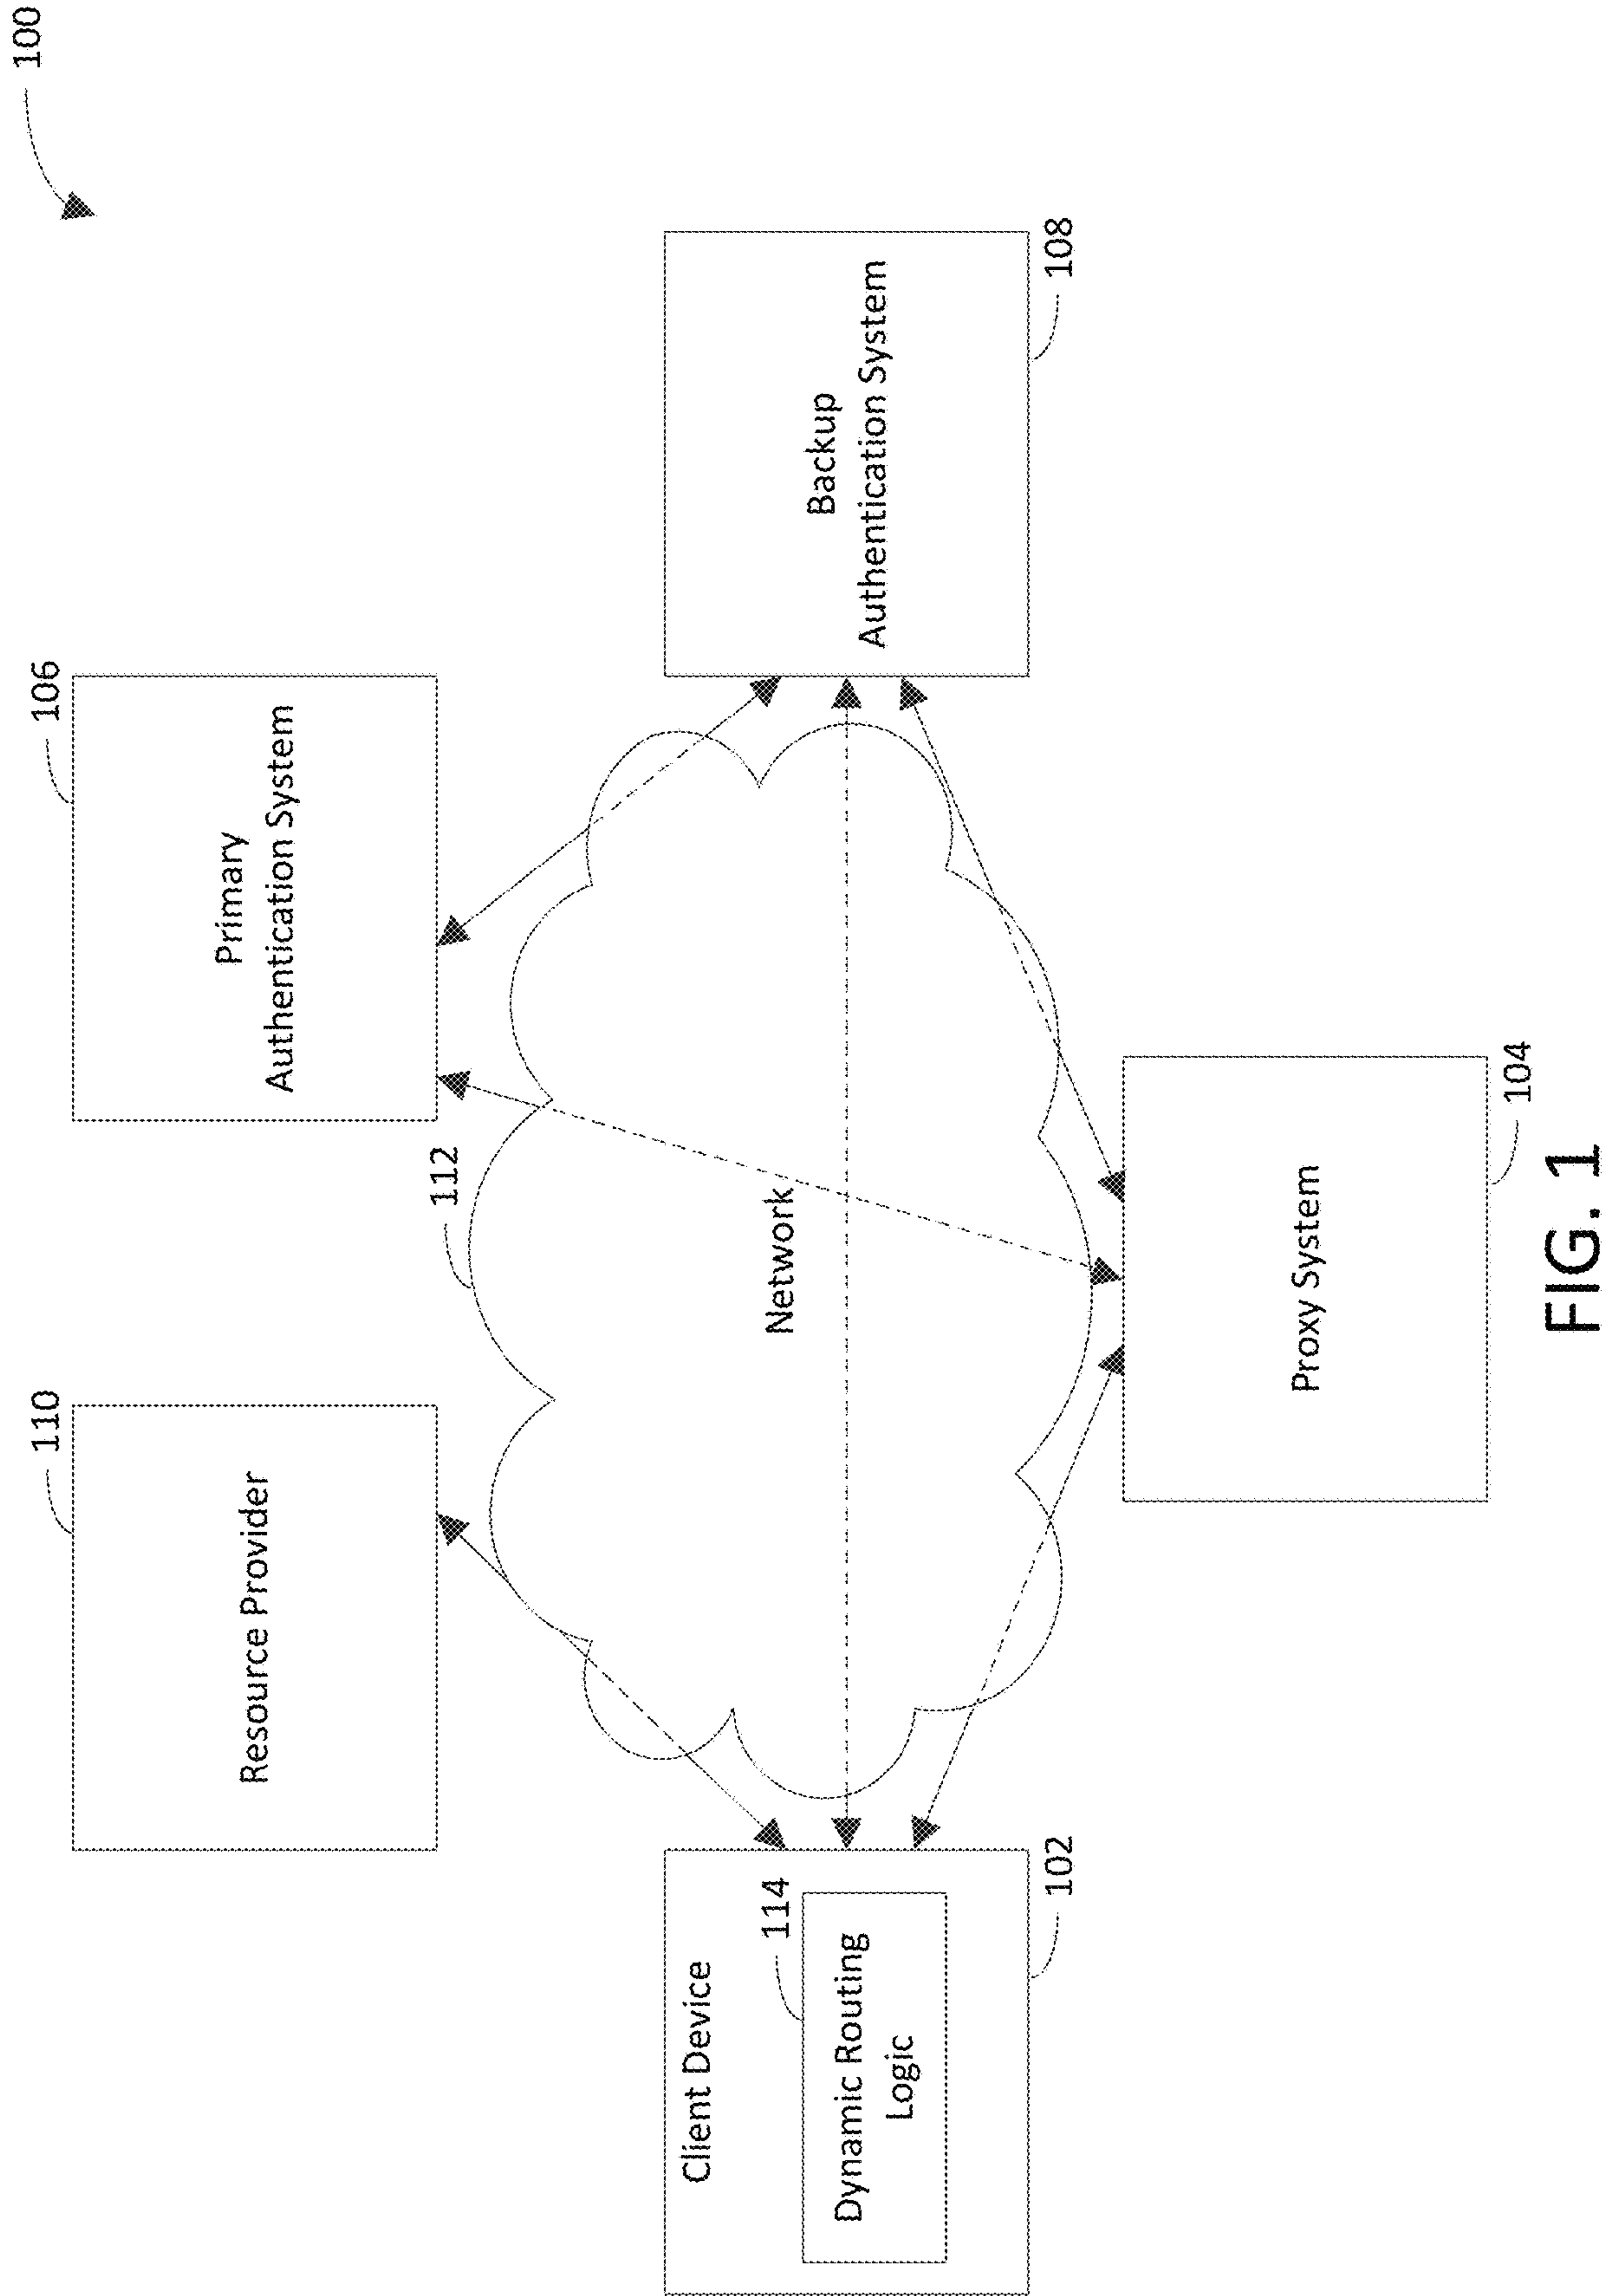 100
110
Resource Provider
106
Primary
Authentication System
112
Client Device
114
Dynamic Routing
Logic
102
Network
Backup
Authentication System
108
Proxy System
104
FIG. 1